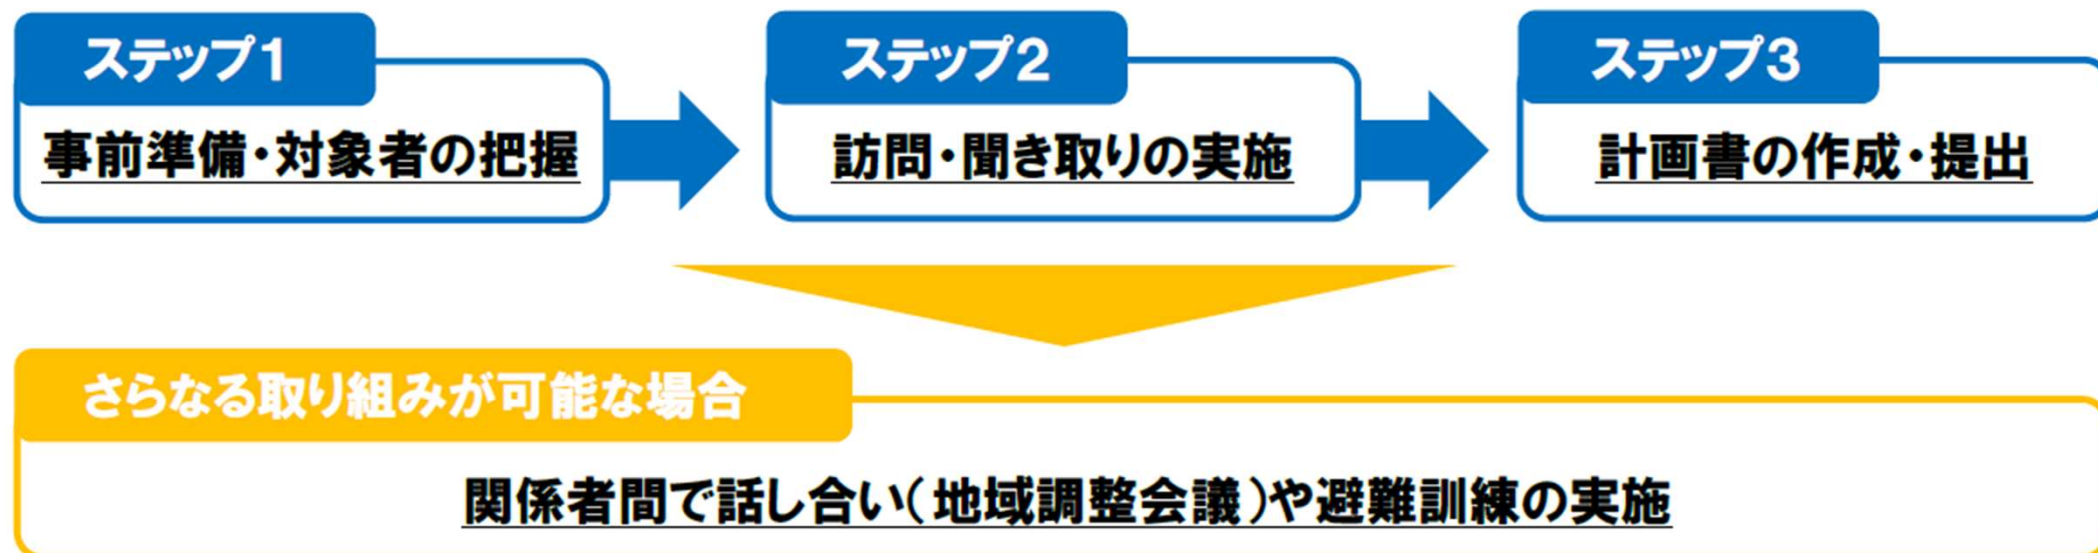 ステップ1
事前準備・対象者の把握
ステップ2
訪問・聞き取りの実施
ステップ3
計画書の作成・提出
さらなる取り組みが可能な場合
関係者間で話し合い(地域調整会議)や避難訓練の実施